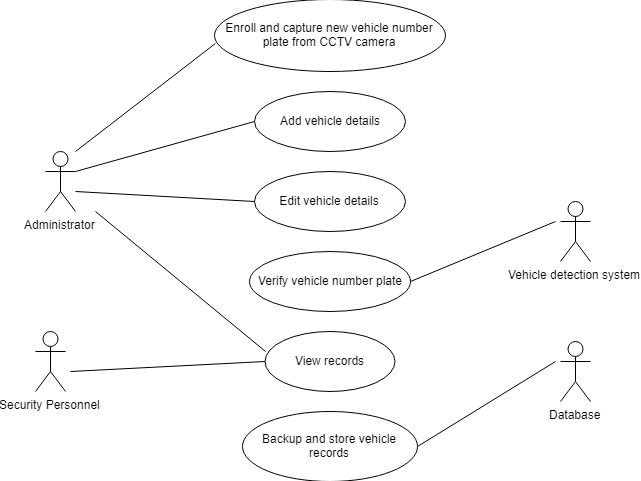 Enroll and capture new vehicle number
plate from CCTV camera
Add vehicle details
Administrator
Edit vehicle details
Vehicle detection system
Verify vehicle number plate
View records
Security Personnel
Database
Backup and store vehicle
records